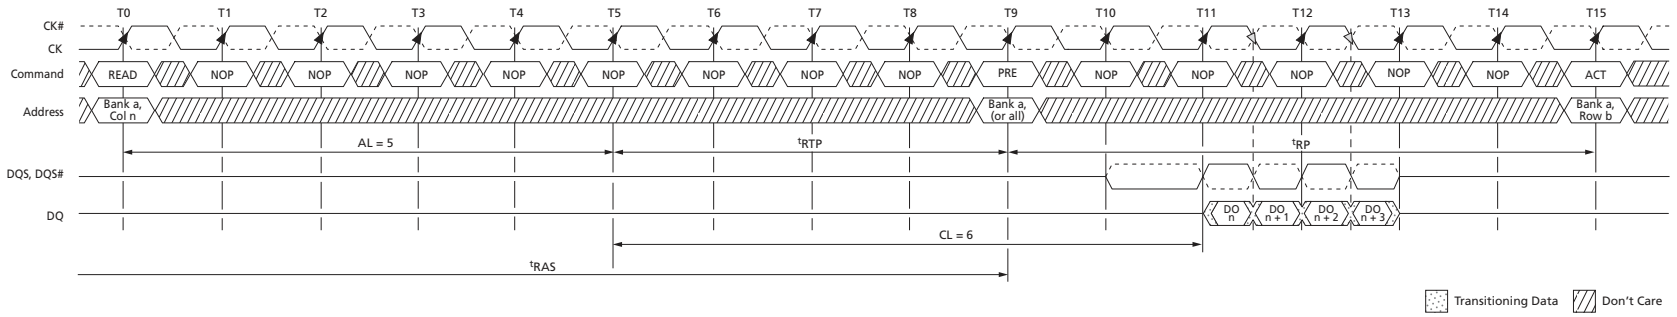 T0 T1 T2 T3 T4 T5 T6 T7 T8 T9 T10 T11 T12 T13 T14 T15
CK#
CK
Command READ NOP NOP NOP NOP NOP NOP NOP NOP PRE NOP NOP NOP NOP NOP ACT
Address Bank a, Col n Bank a, (or all) Bank a, Row b
AL = 5 tRTP tRP
DQS, DQS#
DQ DO n DO n + 1 DO n + 2 DO n + 3
CL = 6
tRAS
Transitioning Data Don't Care